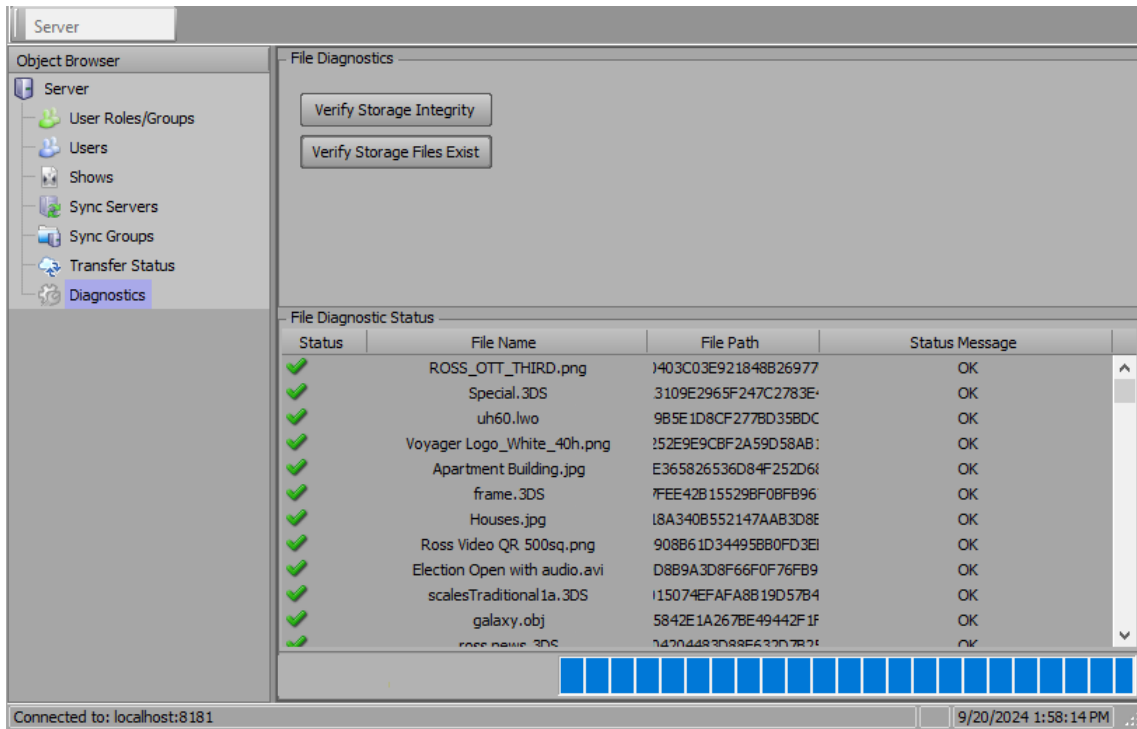 Server
Object Browser
Server
User Roles/Groups
Users
Shows
Sync Servers
Sync Groups
Transfer Status
Diagnostics
File Diagnostics
Verify Storage Integrity
Verify Storage Files Exist
File Diagnostic Status
Status File Name File Path Status Message
ROSS_OTT_THIRD.png OK
Special.3DS OK
uh60.lwo OK
Voyager Logo_White_40h.png OK
Apartment Building.jpg OK
frame.3DS OK
Houses.jpg OK
Ross Video QR 500sq.png OK
Election Open with audio.avi OK
scalesTraditional1a.3DS OK
galaxy.obj OK
ross news.3DS OK
Connected to: localhost:8181 9/20/2024 1:58:14 PM